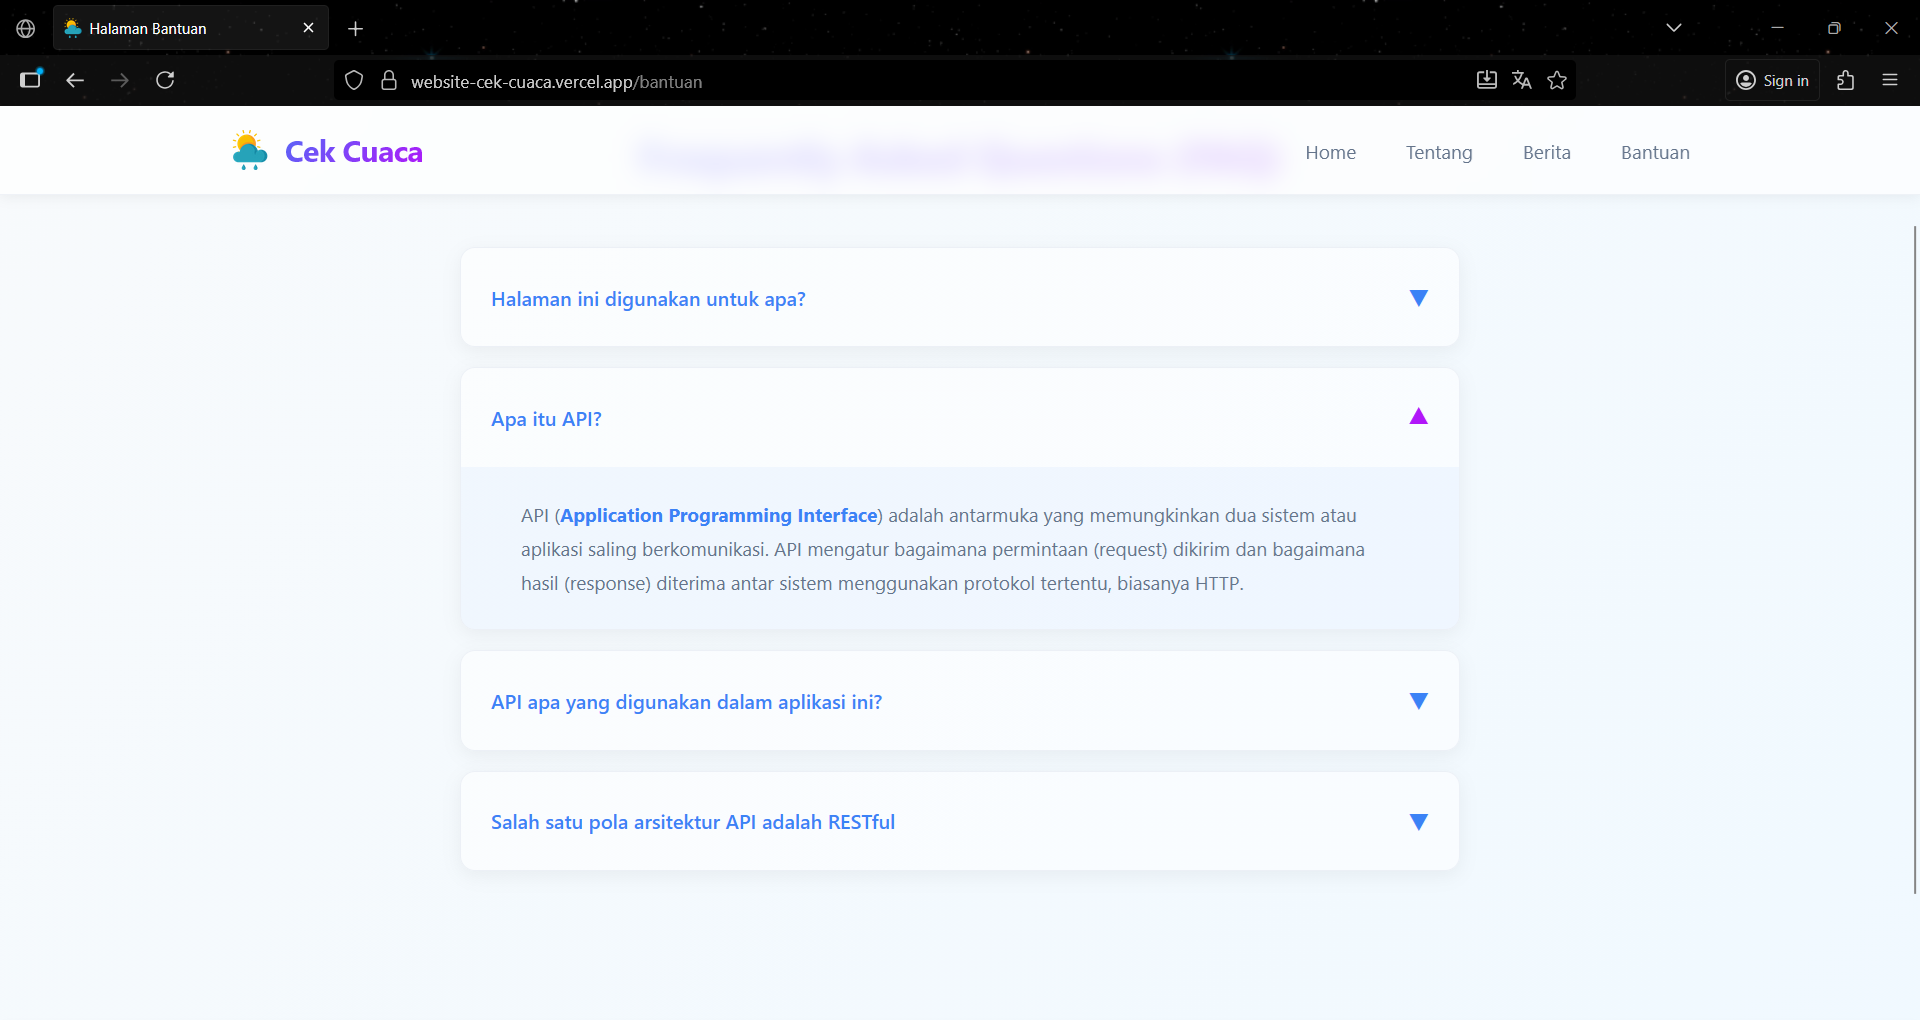 Halaman Bantuan
website-cek-cuaca.vercel.app/bantuan
Sign in
Cek Cuaca
Home
Tentang
Berita
Bantuan
Halaman ini digunakan untuk apa?
Apa itu API?
API (Application Programming Interface) adalah antarmuka yang memungkinkan dua sistem atau
aplikasi saling berkomunikasi. API mengatur bagaimana permintaan (request) dikirim dan bagaimana
hasil (response) diterima antar sistem menggunakan protokol tertentu, biasanya HTTP.
API apa yang digunakan dalam aplikasi ini?
Salah satu pola arsitektur API adalah RESTful